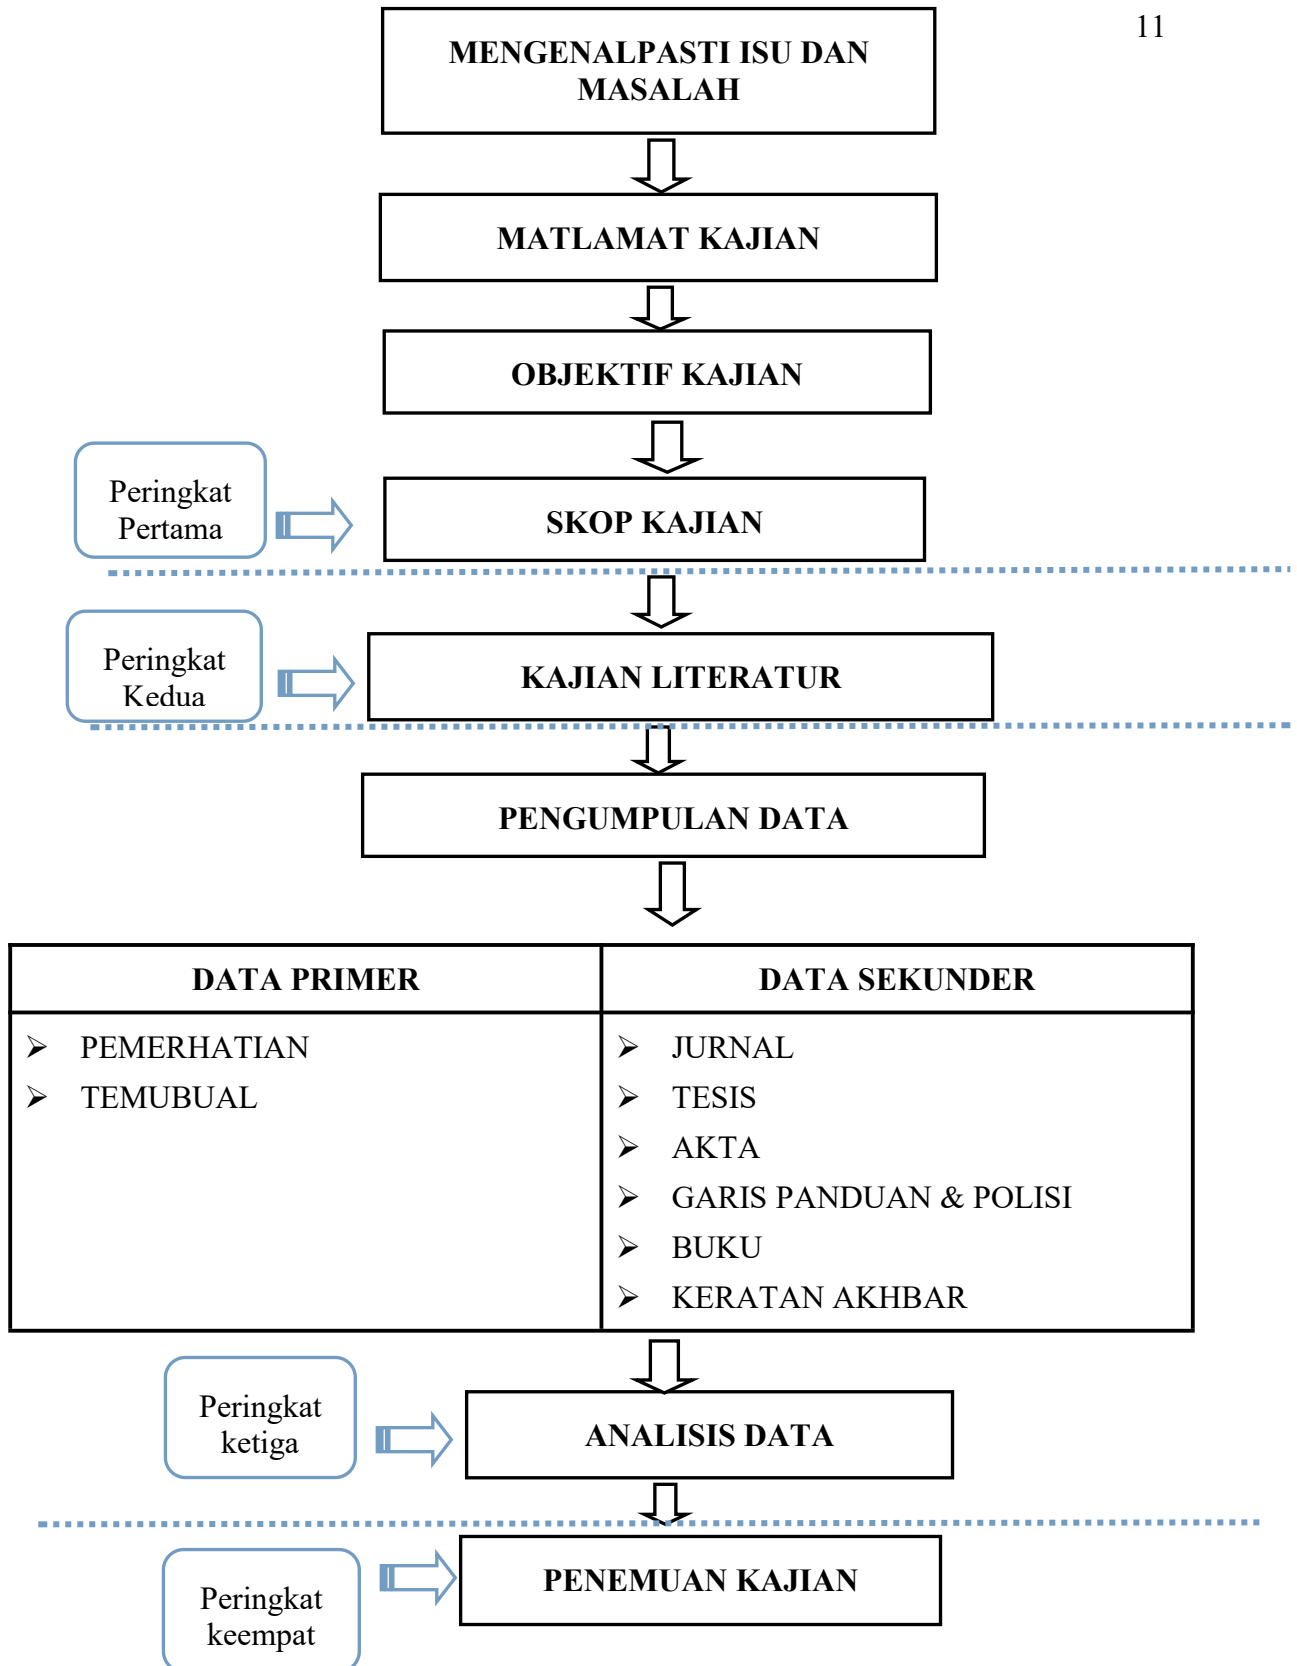 11
MENGENALPASTI ISU DAN
MASALAH
MATLAMAT KAJIAN
OBJEKTIF KAJIAN
Peringkat
Pertama
SKOP KAJIAN
Peringkat
Kedua
KAJIAN LITERATUR
PENGUMPULAN DATA
DATA PRIMER
DATA SEKUNDER
➢ PEMERHATIAN
➢ TEMUBUAL
➢ JURNAL
➢ TESIS
➢ AKTA
➢ GARIS PANDUAN & POLISI
➢ BUKU
➢ KERATAN AKHBAR
Peringkat
ketiga
ANALISIS DATA
Peringkat
keempat
PENEMUAN KAJIAN